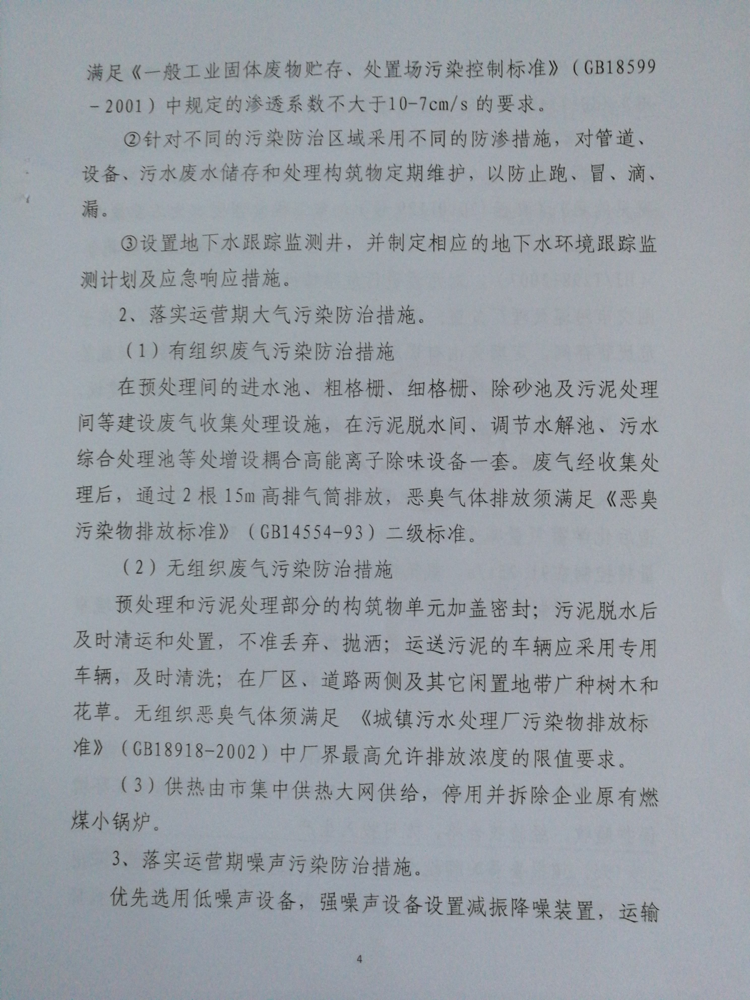 满足《一般工业固体废物贮存、处置场污染控制标准》（GB18599
－2001）中规定的渗透系数不大于10-7cm/s 的要求。
②针对不同的污染防治区域采用不同的防渗措施，对管道、
设备、污水废水储存和处理构筑物定期维护，以防止跑、冒、滴、
漏。
③设置地下水跟踪监测井，并制定相应的地下水环境跟踪监
测计划及应急响应措施。
2、落实运营期大气污染防治措施。
（1）有组织废气污染防治措施
在预处理间的进水池、粗格栅、细格栅、除砂池及污泥处理
间等建设废气收集处理设施，在污泥脱水间、调节水解池、污水
综合处理池等处增设耦合高能离子除味设备一套。废气经收集处
理后，通过 2 根 15m 高排气筒排放，恶臭气体排放须满足《恶臭
污染物排放标准》（GB14554-93）二级标准。
（2）无组织废气污染防治措施
预处理和污泥处理部分的构筑物单元加盖密封；污泥脱水后
及时清运和处置，不准丢弃、抛洒；运送污泥的车辆应采用专用
车辆，及时清洗；在厂区、道路两侧及其它闲置地带广种树木和
花草。无组织恶臭气体须满足 《城镇污水处理厂污染物排放标
准》（GB18918-2002）中厂界最高允许排放浓度的限值要求。
（3）供热由市集中供热大网供给，停用并拆除企业原有燃
煤小锅炉。
3、落实运营期噪声污染防治措施。
优先选用低噪声设备，强噪声设备设置减振降噪装置，运输
4